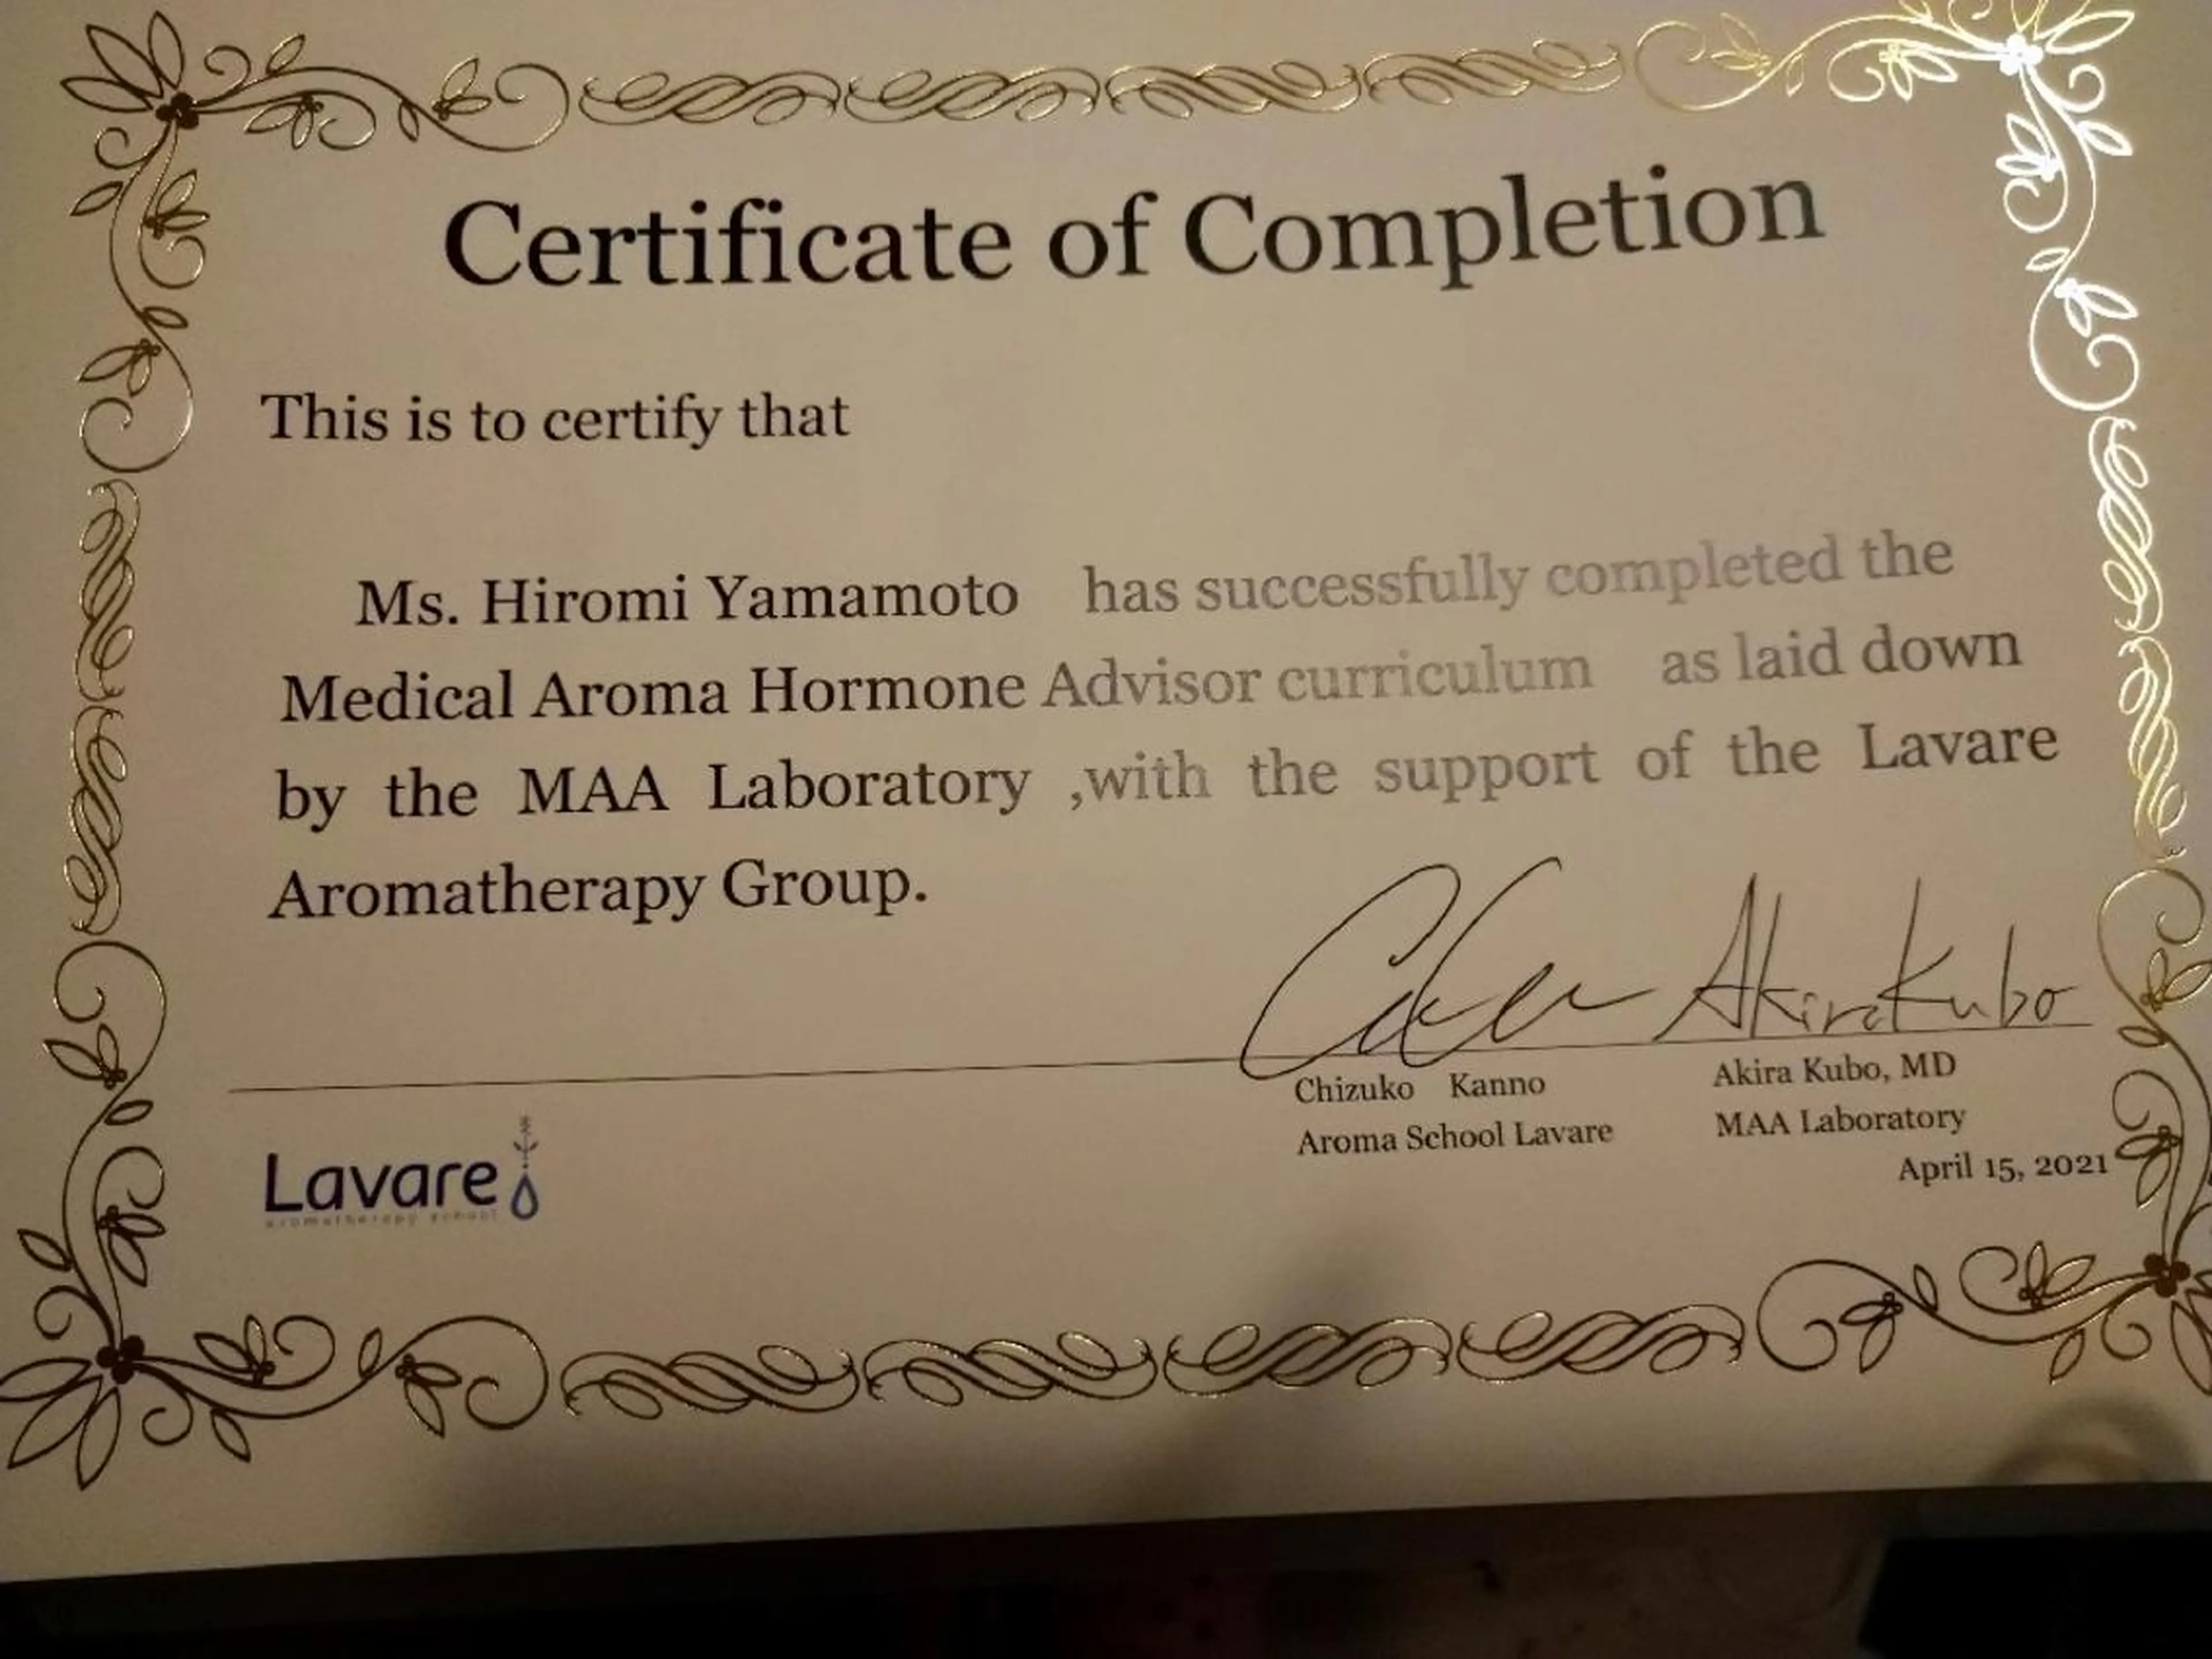 Certificate of Completion
This is to certify that
Ms. Hiromi Yamamoto has successfully completed the
Medical Aroma Hormone Advisor curriculum as laid down
by the MAA Laboratory ,with the support of the Lavare
Aromatherapy Group.
Akira Kubo
Chizuko Kanno
Aroma School Lavare
Akira Kubo, MD
MAA Laboratory
April 15, 2021
Lavare
aromatherapy school